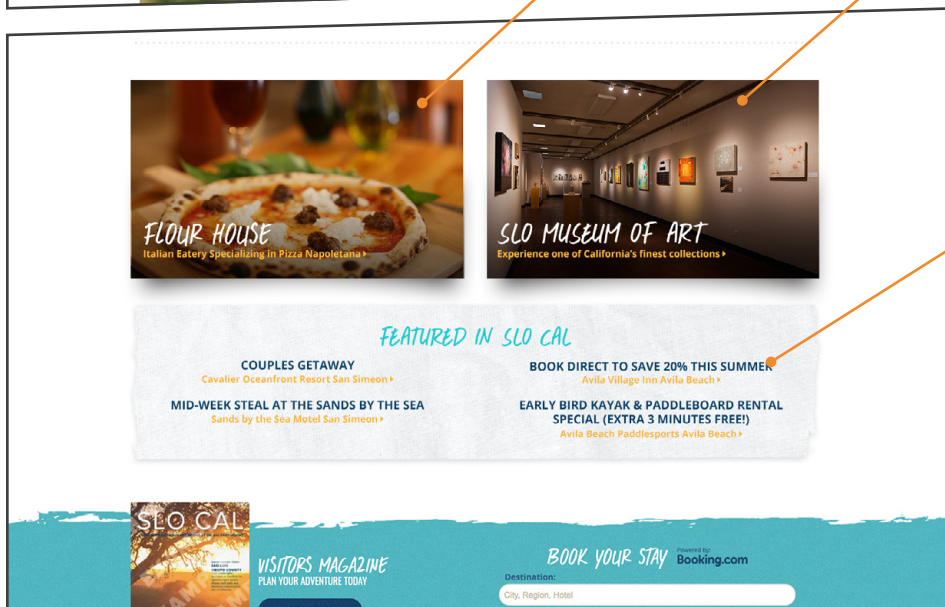 FLOUR HOUSE
Italian Eatery Specializing in Pizza Napoletana
SLO MUSEUM OF ART
Experience one of California's finest collections
FEATURED IN SLO CAL
COUPLES GETAWAY
Cavalier Oceanfront Resort San Simeon
MID-WEEK STEAL AT THE SANDS BY THE SEA
Sands by the Sea Motel San Simeon
BOOK DIRECT TO SAVE 20% THIS SUMMER
Avila Village Inn Avila Beach
EARLY BIRD KAYAK & PADDLEBOARD RENTAL
SPECIAL (EXTRA 3 MINUTES FREE!)
Avila Beach Paddlesports Avila Beach
SLO CAL
VISITORS MAGAZINE
PLAN YOUR ADVENTURE TODAY
BOOK YOUR STAY
Powered by:
Booking.com
Destination:
City, Region, Hotel